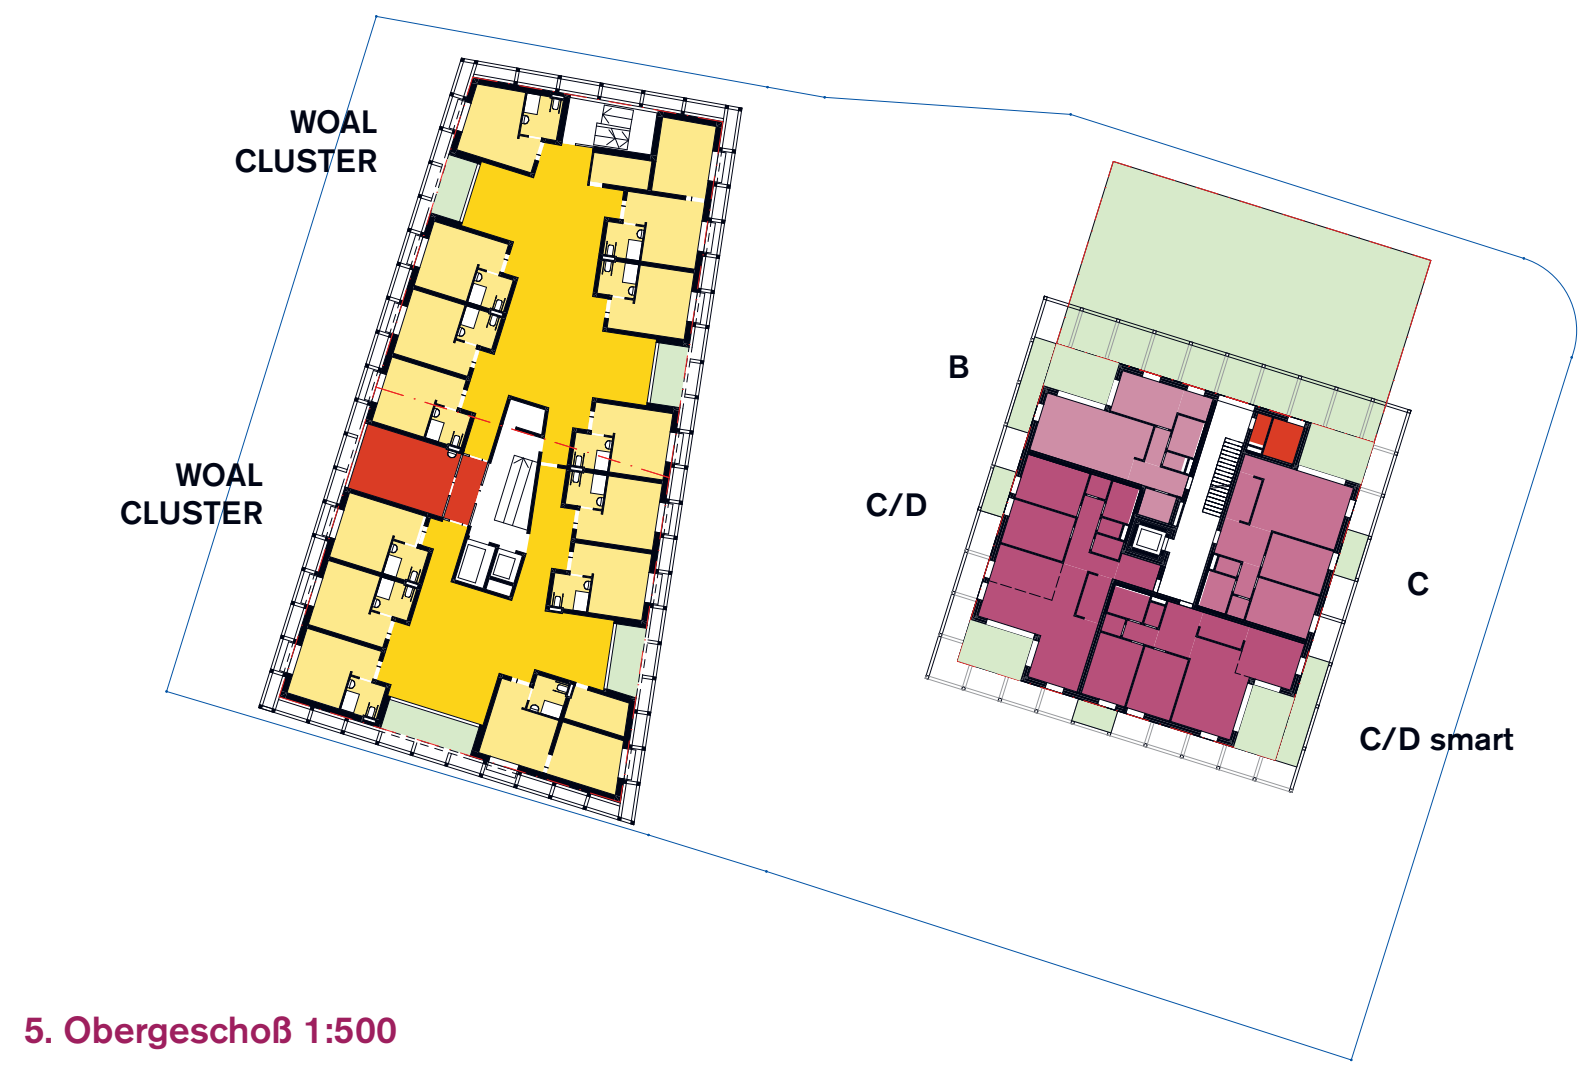 WOAL
CLUSTER
B
WOAL
CLUSTER
C/D
C
C/D smart
5. Obergeschoß 1:500